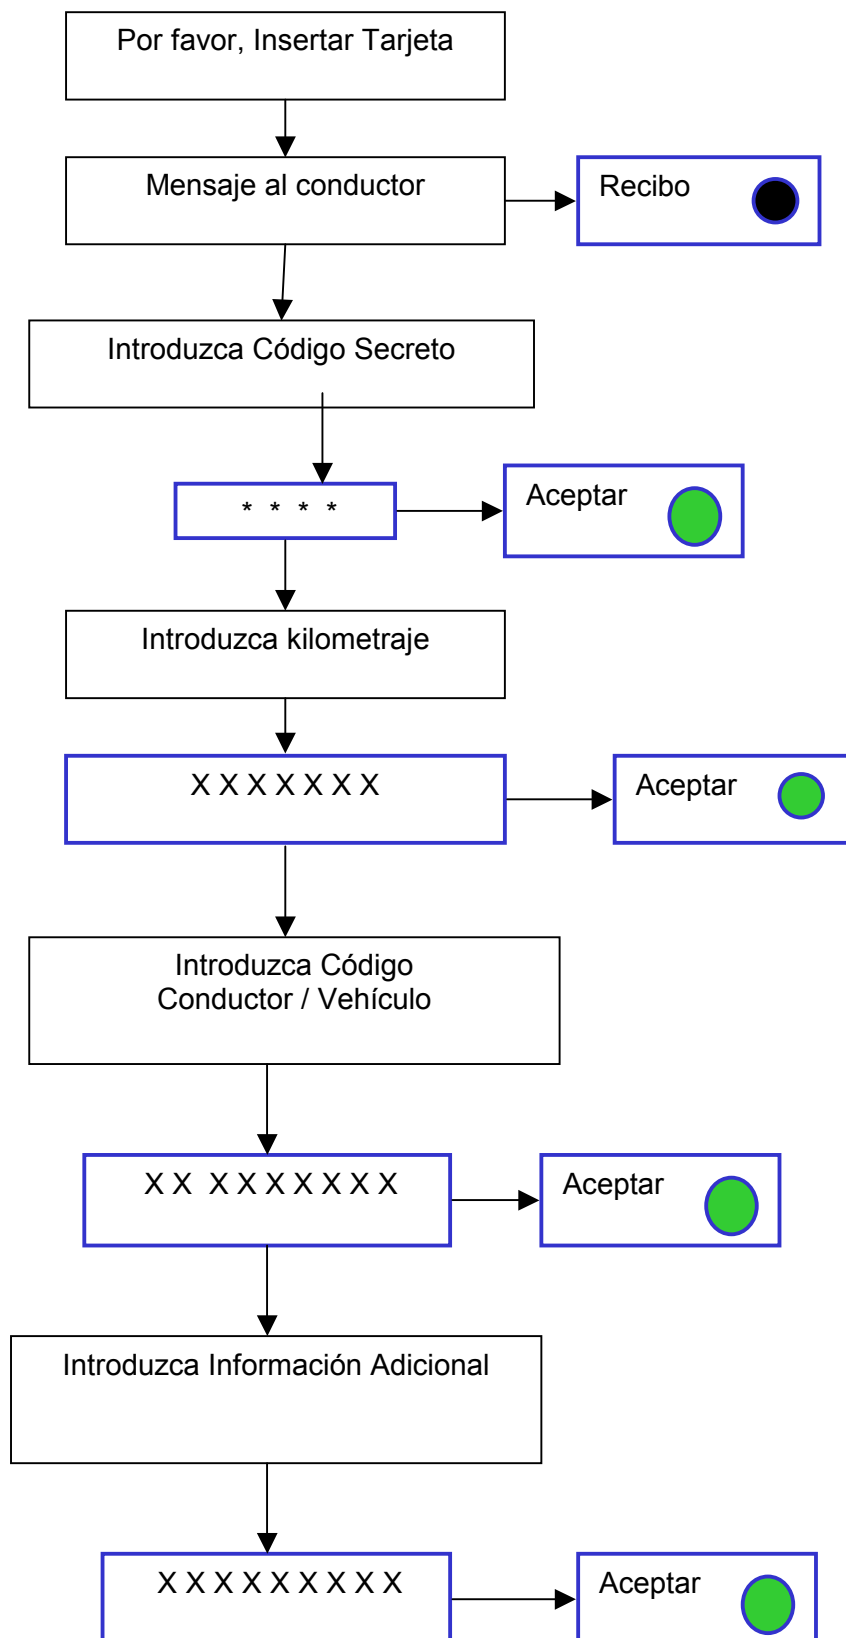 Por favor, Insertar Tarjeta
Mensaje al conductor
Recibo
Introduzca Código Secreto
* * * *
Aceptar
Introduzca kilometraje
X X X X X X X
Aceptar
Introduzca Código
Conductor / Vehículo
X X  X X X X X X X
Aceptar
Introduzca Información Adicional
X X X X X X X X X
Aceptar